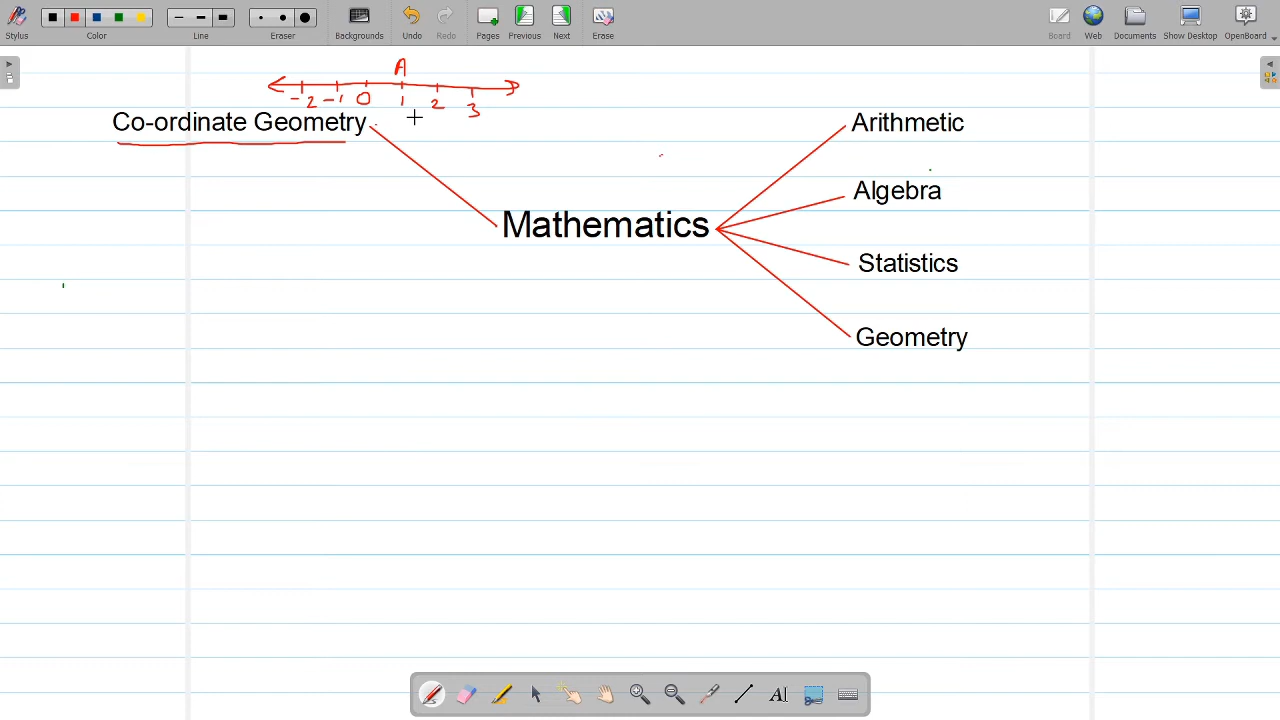 Stylus
Color
Line
Eraser
Backgrounds
Undo
Redo
Pages
Previous
Next
Erase
Board
Web
Documents
Show Desktop
OpenBoard
A
-2 -1 0 1 2 3
Co-ordinate Geometry
Arithmetic
Algebra
Mathematics
Statistics
Geometry
AI